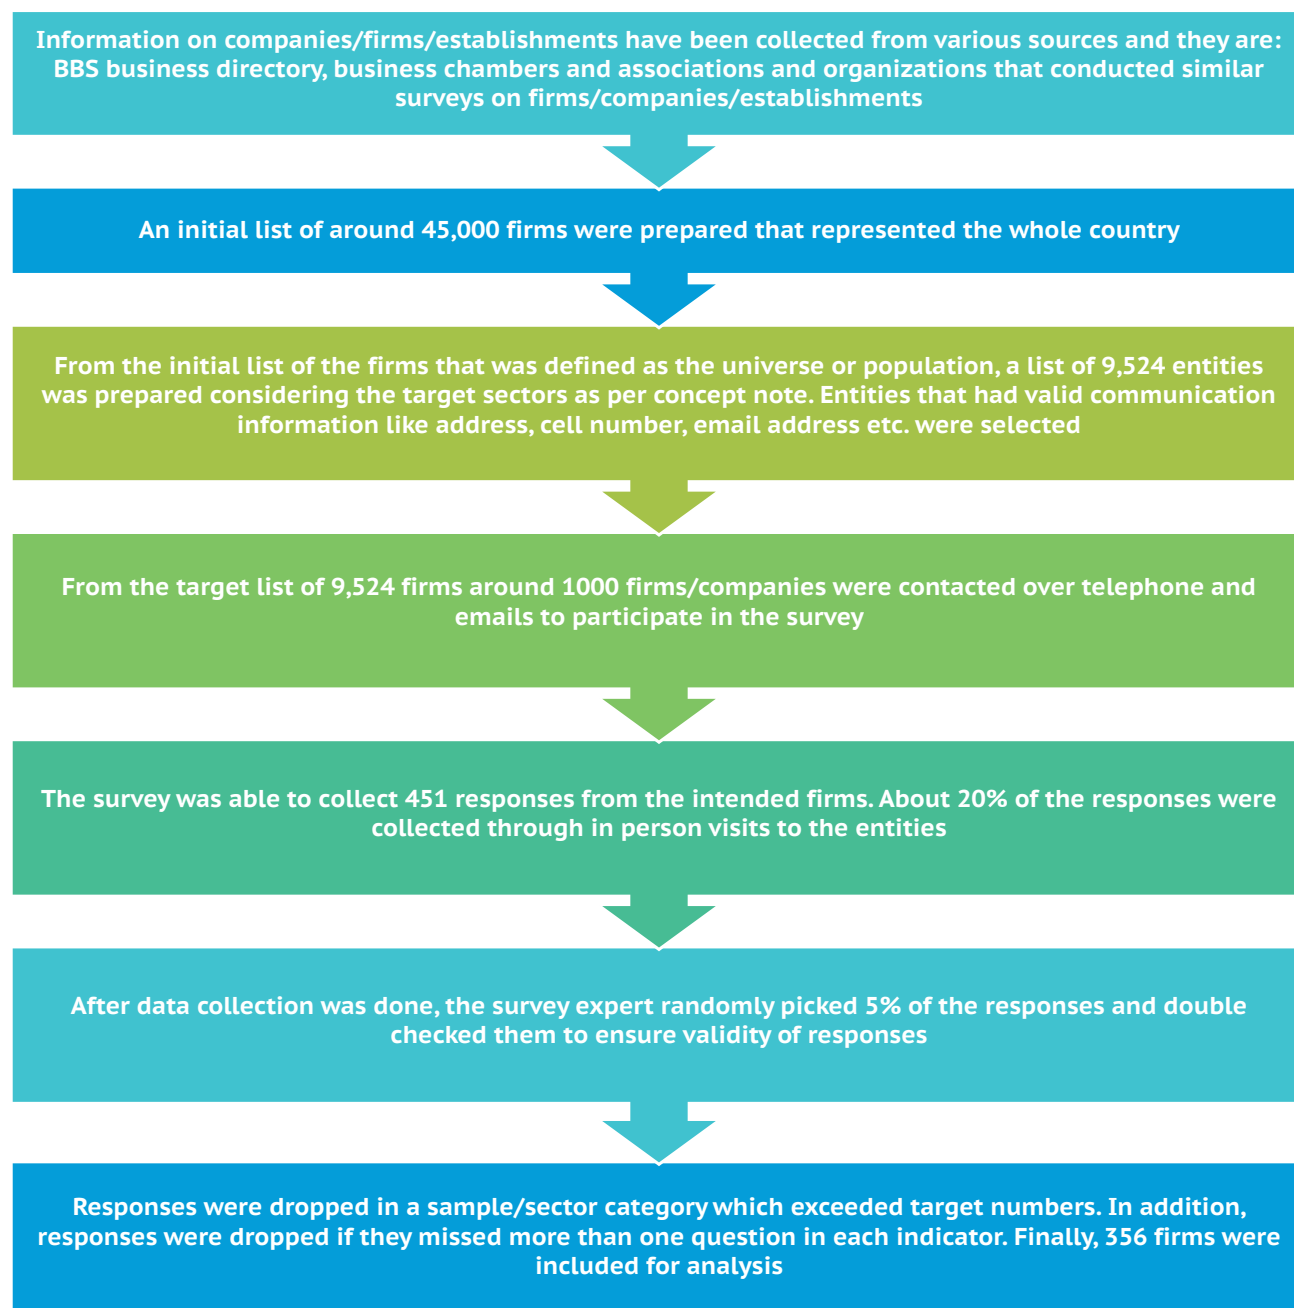 Information on companies/firms/establishments have been collected from various sources and they are:
BBS business directory, business chambers and associations and organizations that conducted similar
surveys on firms/companies/establishments
An initial list of around 45,000 firms were prepared that represented the whole country
From the initial list of the firms that was defined as the universe or population, a list of 9,524 entities
was prepared considering the target sectors as per concept note. Entities that had valid communication
information like address, cell number, email address etc. were selected
From the target list of 9,524 firms around 1000 firms/companies were contacted over telephone and
emails to participate in the survey
The survey was able to collect 451 responses from the intended firms. About 20% of the responses were
collected through in person visits to the entities
After data collection was done, the survey expert randomly picked 5% of the responses and double
checked them to ensure validity of responses
Responses were dropped in a sample/sector category which exceeded target numbers. In addition,
responses were dropped if they missed more than one question in each indicator. Finally, 356 firms were
included for analysis